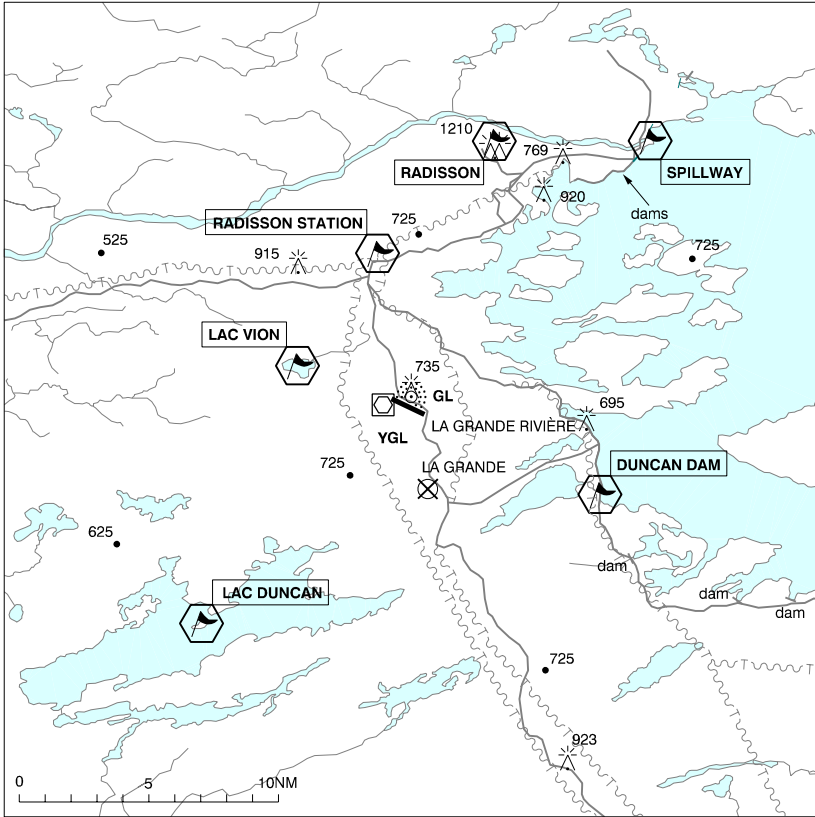 1210
769
RADISSON
SPILLWAY
920
dams
RADISSON STATION
725
525
915
725
LAC VION
735
GL
695
LA GRANDE RIVIÈRE
YGL
LA GRANDE
DUNCAN DAM
725
625
dam
LAC DUNCAN
dam
dam
725
923
0 5 10NM